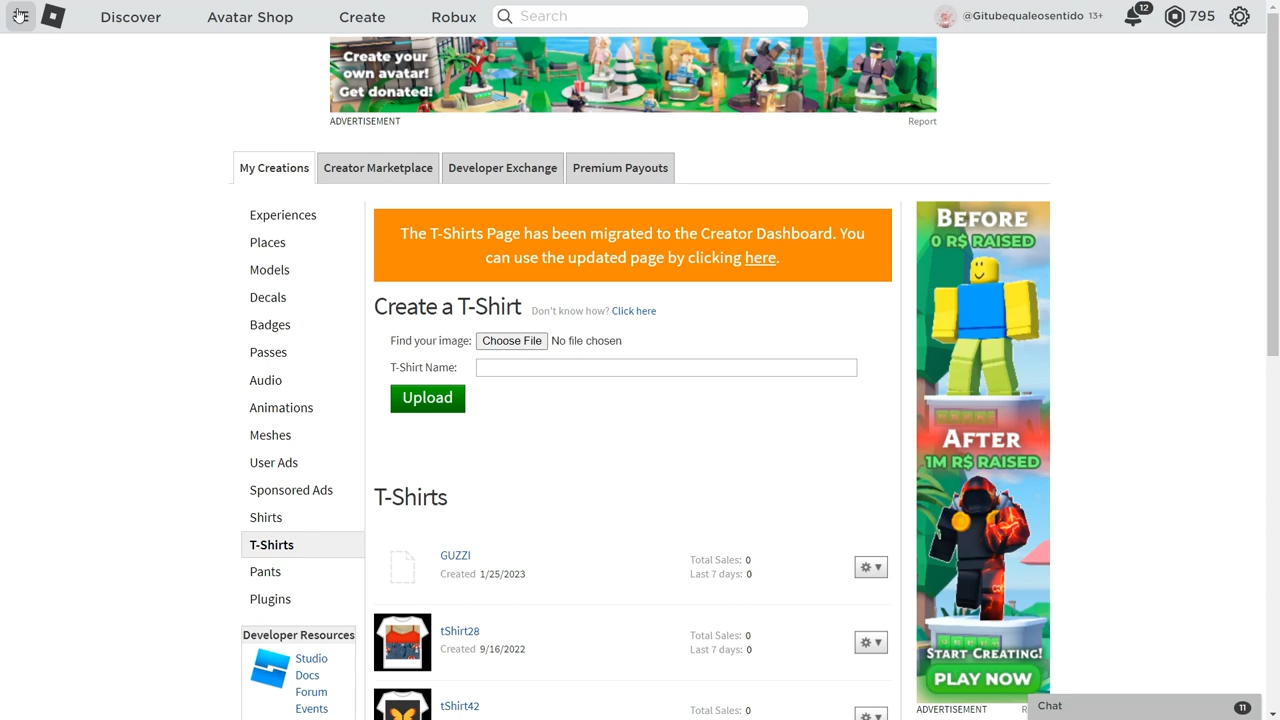 Discover
Avatar Shop
Create
Robux
Search
@Gitubequaleosentido 13+
12
795
Create your
own avatar!
Get donated!
ADVERTISEMENT
Report
My Creations
Creator Marketplace
Developer Exchange
Premium Payouts
Experiences
Places
Models
Decals
Badges
Passes
Audio
Animations
Meshes
User Ads
Sponsored Ads
Shirts
T-Shirts
Pants
Plugins
Developer Resources
Studio
Docs
Forum
Events
The T-Shirts Page has been migrated to the Creator Dashboard. You
can use the updated page by clicking here.
Create a T-Shirt
Don't know how? Click here
Find your image: Choose File No file chosen
T-Shirt Name:
Upload
T-Shirts
GUZZI
Created 1/25/2023
Total Sales: 0
Last 7 days: 0
tShirt28
Created 9/16/2022
Total Sales: 0
Last 7 days: 0
tShirt42
Total Sales: 0
BEFORE
0 R$ RAISED
AFTER
1M R$ RAISED
START CREATING!
PLAY NOW
ADVERTISEMENT
R
Chat
11